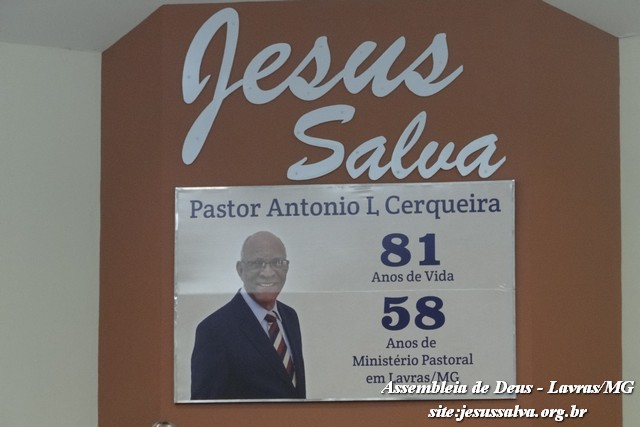 Jesus
Salva
Pastor Antonio L Cerqueira
81
Anos de Vida
58
Anos de
Ministério Pastoral
em Lavras/MG
Assembleia de Deus - Lavras/MG
site:jesussalva.org.br